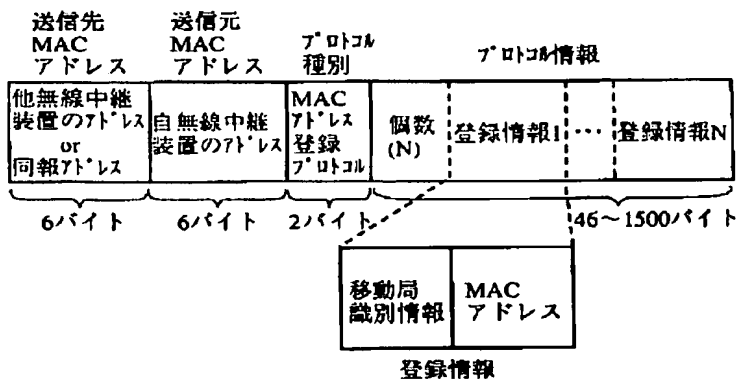 送信先
MAC
アドレス
送信元
MAC
アドレス
プロトコル
種別
プロトコル情報
他無線中継
装置のアドレス
or
同報アドレス
自無線中継
装置のアドレス
MAC
アドレス
登録
プロトコル
個数
(N)
登録情報1
…
登録情報N
6バイト
6バイト
2バイト
46～1500バイト
移動局
識別情報
MAC
アドレス
登録情報